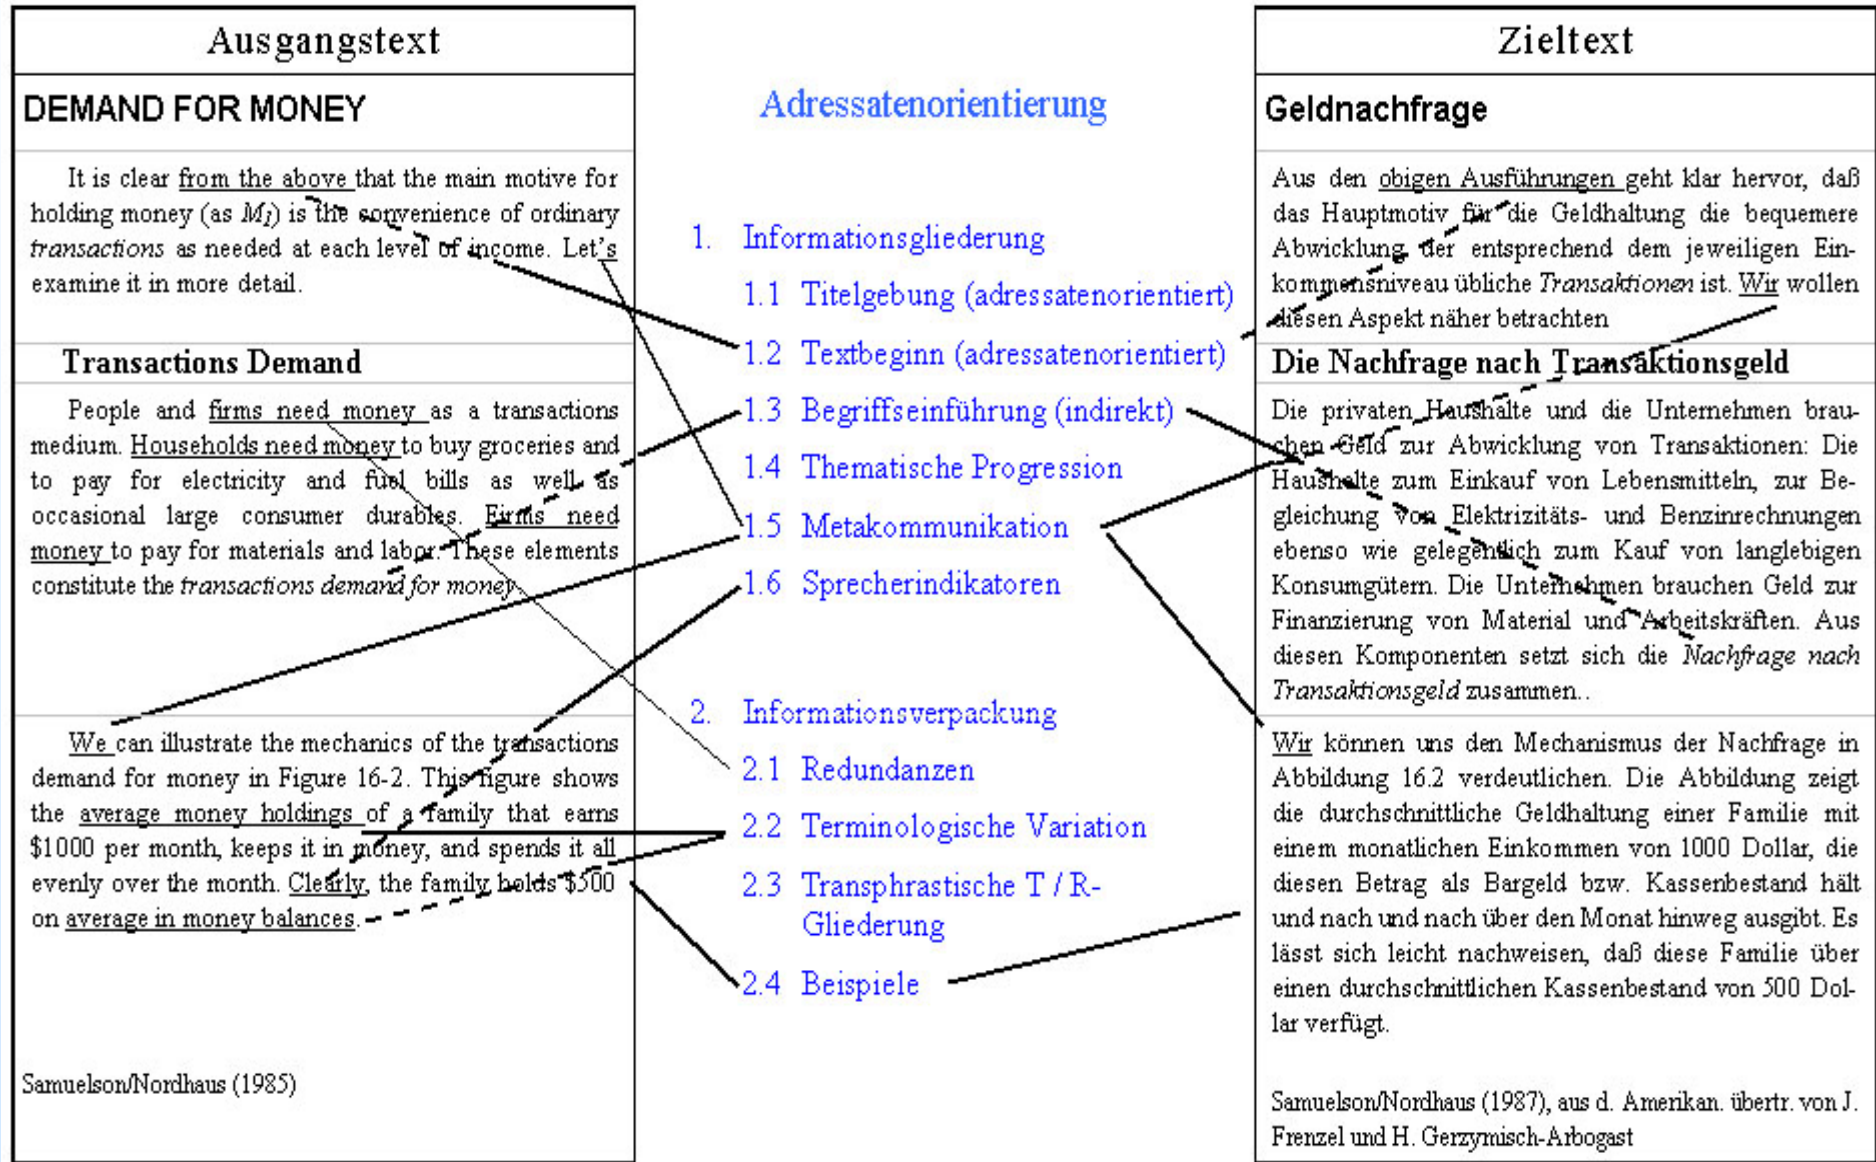 Ausgangstext
DEMAND FOR MONEY
It is clear from the above that the main motive for
holding money (as M1) is the convenience of ordinary
transactions as needed at each level of income. Let's
examine it in more detail.
Transactions Demand
People and firms need money as a transactions
medium. Households need money to buy groceries and
to pay for electricity and fuel bills as well as
occasional large consumer durables. Firms need
money to pay for materials and labor. These elements
constitute the transactions demand for money.
We can illustrate the mechanics of the transactions
demand for money in Figure 16-2. This figure shows
the average money holdings of a family that earns
$1000 per month, keeps it in money, and spends it all
evenly over the month. Clearly, the family holds $500
on average in money balances.
Samuelson/Nordhaus (1985)
Adressatenorientierung
1. Informationsgliederung
1.1 Titelgebung (adressatenorientiert)
1.2 Textbeginn (adressatenorientiert)
1.3 Begriffseinführung (indirekt)
1.4 Thematische Progression
1.5 Metakommunikation
1.6 Sprecherindikatoren
2. Informationsverpackung
2.1 Redundanzen
2.2 Terminologische Variation
2.3 Transphrastische T / R-
Gliederung
2.4 Beispiele
Zieltext
Geldnachfrage
Aus den obigen Ausführungen geht klar hervor, daß
das Hauptmotiv für die Geldhaltung die bequemere
Abwicklung der entsprechend dem jeweiligen Ein-
kommensniveau übliche Transaktionen ist. Wir wollen
diesen Aspekt näher betrachten
Die Nachfrage nach Transaktionsgeld
Die privaten Haushalte und die Unternehmen brau-
chen Geld zur Abwicklung von Transaktionen: Die
Haushalte zum Einkauf von Lebensmitteln, zur Be-
gleichung von Elektrizitäts- und Benzinrechnungen
ebenso wie gelegentlich zum Kauf von langlebigen
Konsumgütern. Die Unternehmen brauchen Geld zur
Finanzierung von Material und Arbeitskräften. Aus
diesen Komponenten setzt sich die Nachfrage nach
Transaktionsgeld zusammen..
Wir können uns den Mechanismus der Nachfrage in
Abbildung 16.2 verdeutlichen. Die Abbildung zeigt
die durchschnittliche Geldhaltung einer Familie mit
einem monatlichen Einkommen von 1000 Dollar, die
diesen Betrag als Bargeld bzw. Kassenbestand hält
und nach und nach über den Monat hinweg ausgibt. Es
lässt sich leicht nachweisen, daß diese Familie über
einen durchschnittlichen Kassenbestand von 500 Dol-
lar verfügt.
Samuelson/Nordhaus (1987), aus d. Amerikan. übertr. von J.
Frenzel und H. Gerzymisch-Arbogast